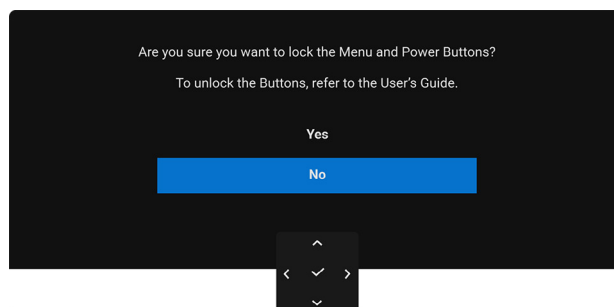 Are you sure you want to lock the Menu and Power Buttons?
To unlock the Buttons, refer to the User’s Guide.
Yes
No